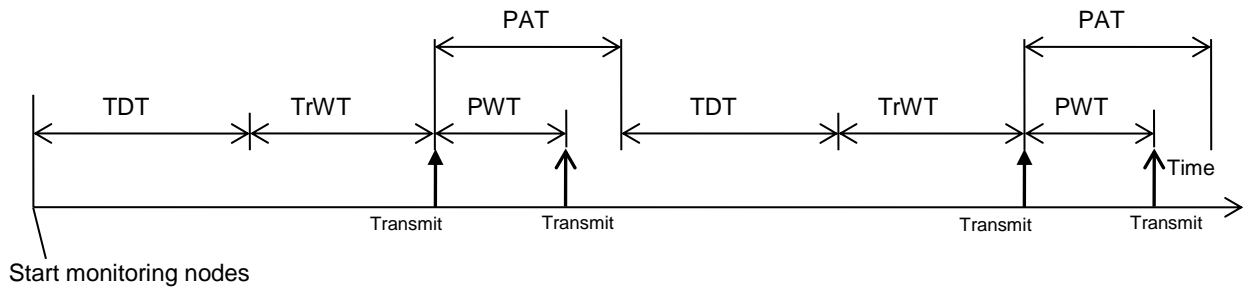 PAT PAT
TDT TrWT PWT TDT TrWT PWT
Time
Transmit Transmit Transmit Transmit
Start monitoring nodes